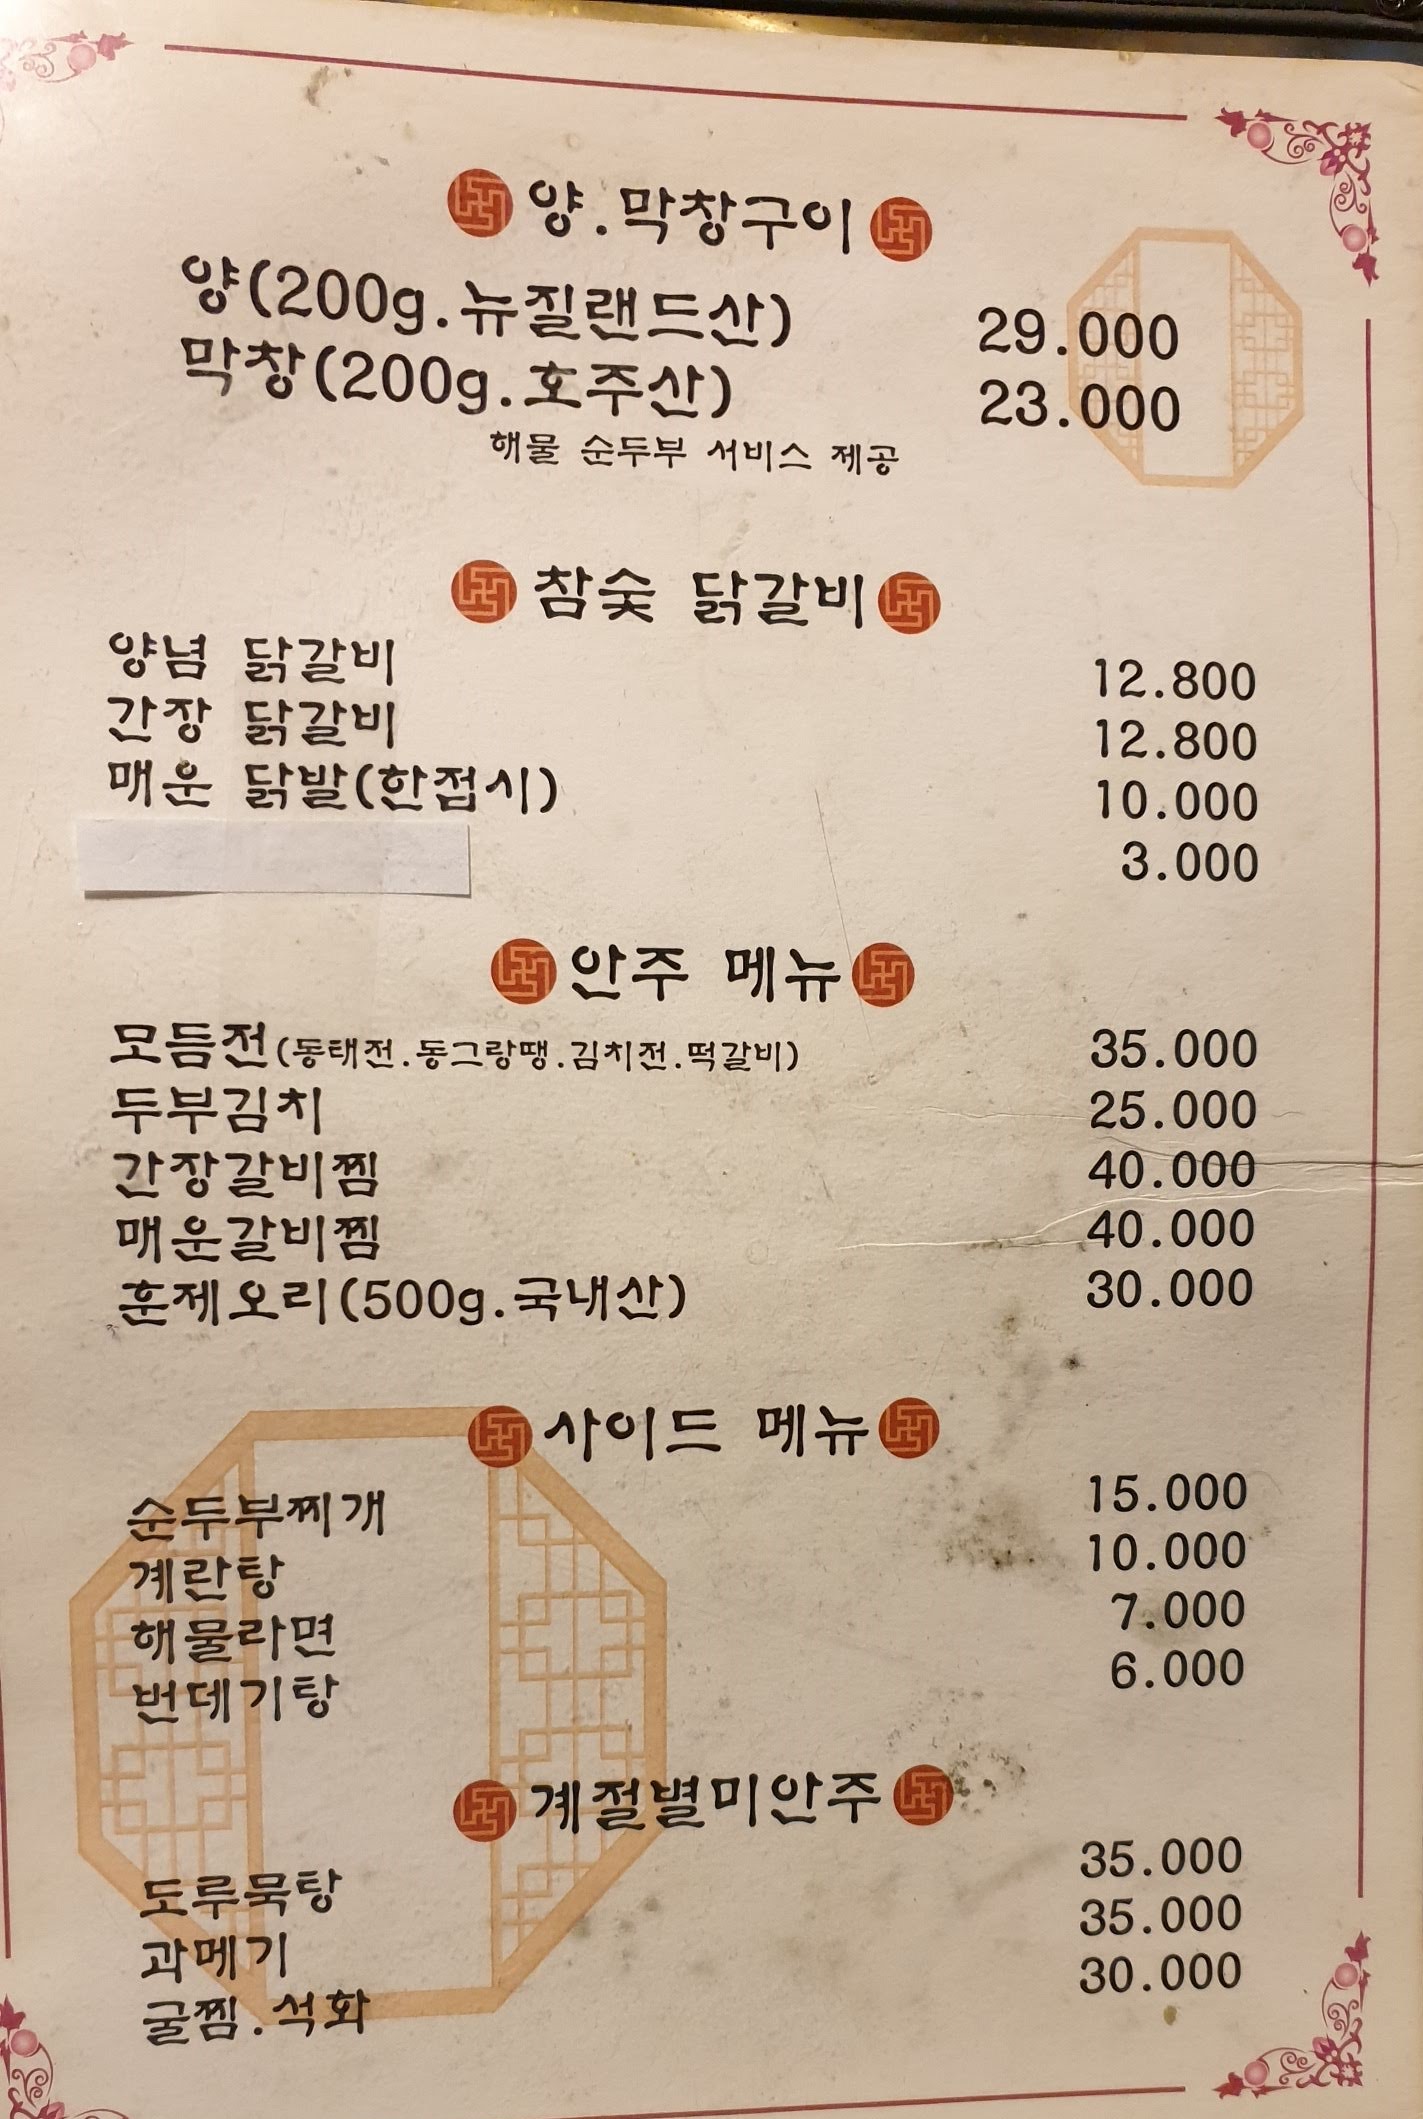 양.막창구이
양(200g.뉴질랜드산) 29.000
막창(200g.호주산) 23.000
해물 순두부 서비스 제공
참숯 닭갈비
양념 닭갈비 12.800
간장 닭갈비 12.800
매운 닭발(한접시) 10.000
3.000
안주 메뉴
모듬전(동태전.동그랑땡.김치전.떡갈비) 35.000
두부김치 25.000
간장갈비찜 40.000
매운갈비찜 40.000
훈제오리(500g.국내산) 30.000
사이드 메뉴
순두부찌개 15.000
계란탕 10.000
해물라면 7.000
번데기탕 6.000
계절별미안주
도루묵탕 35.000
과메기 35.000
굴찜.석화 30.000